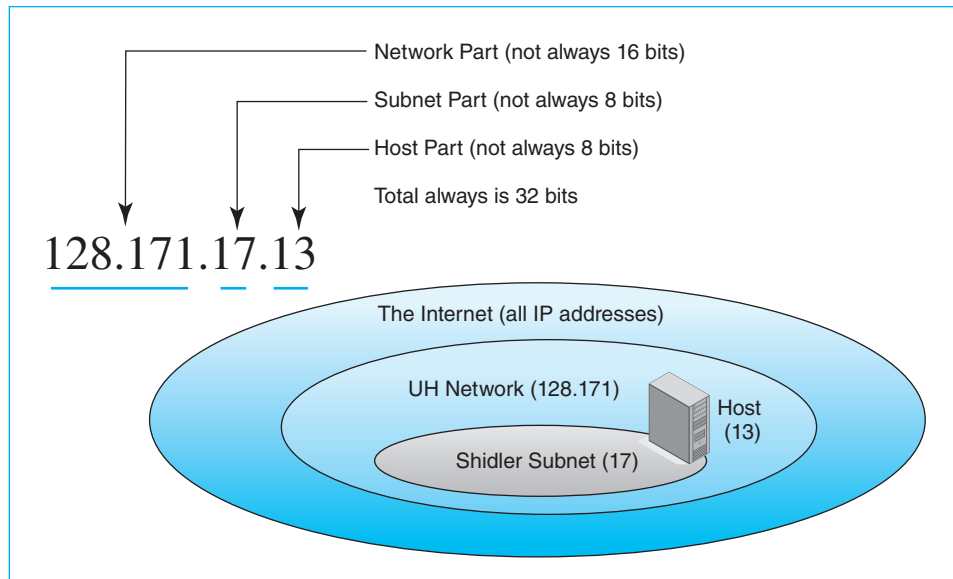 Network Part (not always 16 bits)
Subnet Part (not always 8 bits)
Host Part (not always 8 bits)
Total always is 32 bits
128.171.17.13
The Internet (all IP addresses)
UH Network (128.171)
Host
(13)
Shidler Subnet (17)